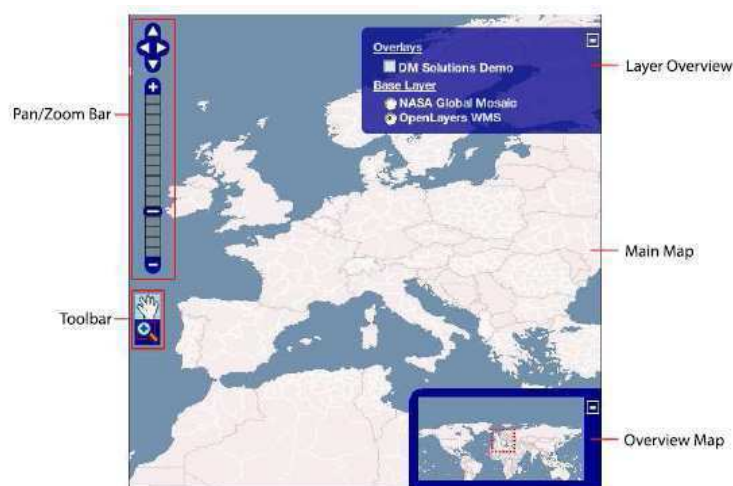 Overlays
DM Solutions Demo
Base Layer
NASA Global Mosaic
OpenLayers WMS
Layer Overview
Pan/Zoom Bar
Main Map
Toolbar
Overview Map